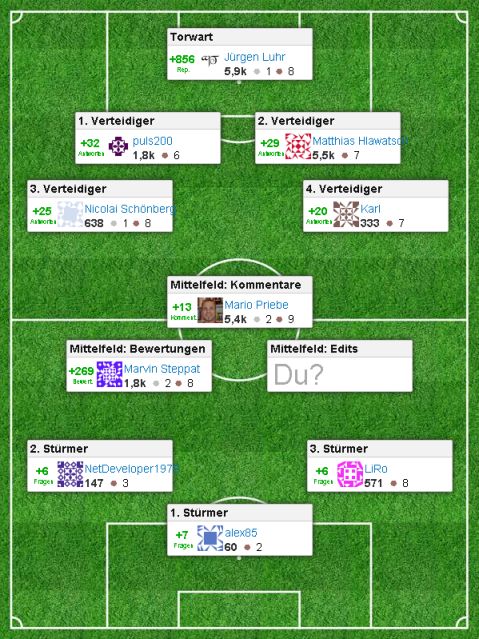 Torwart
+856 Jürgen Luhr
Rep. 5,9k 1 8
1. Verteidiger
+32 puls200
Antworten 1,8k 6
2. Verteidiger
+29 Matthias Hlawatsch
Antworten 5,5k 7
3. Verteidiger
+25 Nicolai Schönberg
Antworten 638 1 8
4. Verteidiger
+20 Karl
Antworten 333 7
Mittelfeld: Kommentare
+13 Mario Priebe
Komment. 5,4k 2 9
Mittelfeld: Bewertungen
+269 Marvin Steppat
Bewert. 1,8k 2 8
Mittelfeld: Edits
Du?
2. Stürmer
+6 NetDeveloper1978
Fragen 147 3
3. Stürmer
+6 LiRo
Fragen 571 8
1. Stürmer
+7 alex85
Fragen 60 2